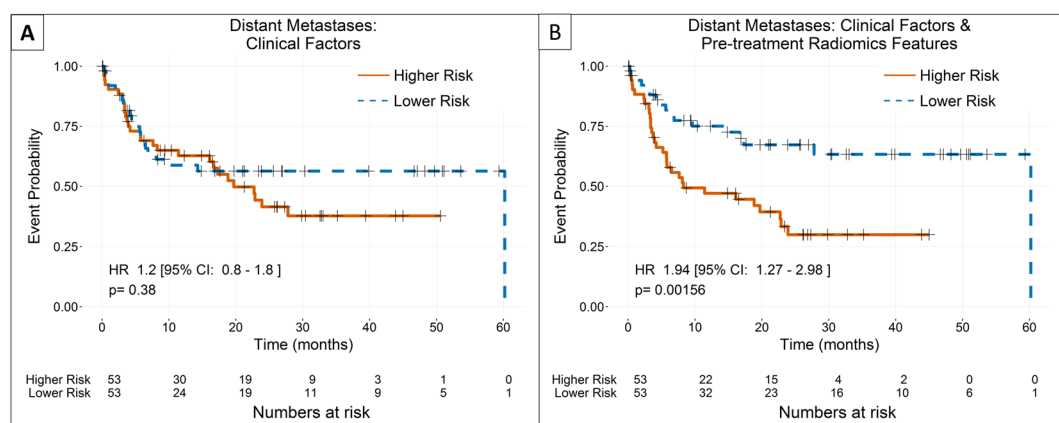 A
Distant Metastases:
Clinical Factors
Event Probability
1.00
0.75
0.50
0.25
0.00
Higher Risk
Lower Risk
HR 1.2 [95% CI: 0.8 - 1.8 ]
p= 0.38
0 10 20 30 40 50 60
Time (months)
Higher Risk 53 30 19 9 3 1 0
Lower Risk 53 24 19 11 9 5 1
Numbers at risk
B
Distant Metastases: Clinical Factors &
Pre-treatment Radiomics Features
Event Probability
1.00
0.75
0.50
0.25
0.00
Higher Risk
Lower Risk
HR 1.94 [95% CI: 1.27 - 2.98 ]
p= 0.00156
0 10 20 30 40 50 60
Time (months)
Higher Risk 53 22 15 4 2 0 0
Lower Risk 53 32 23 16 10 6 1
Numbers at risk